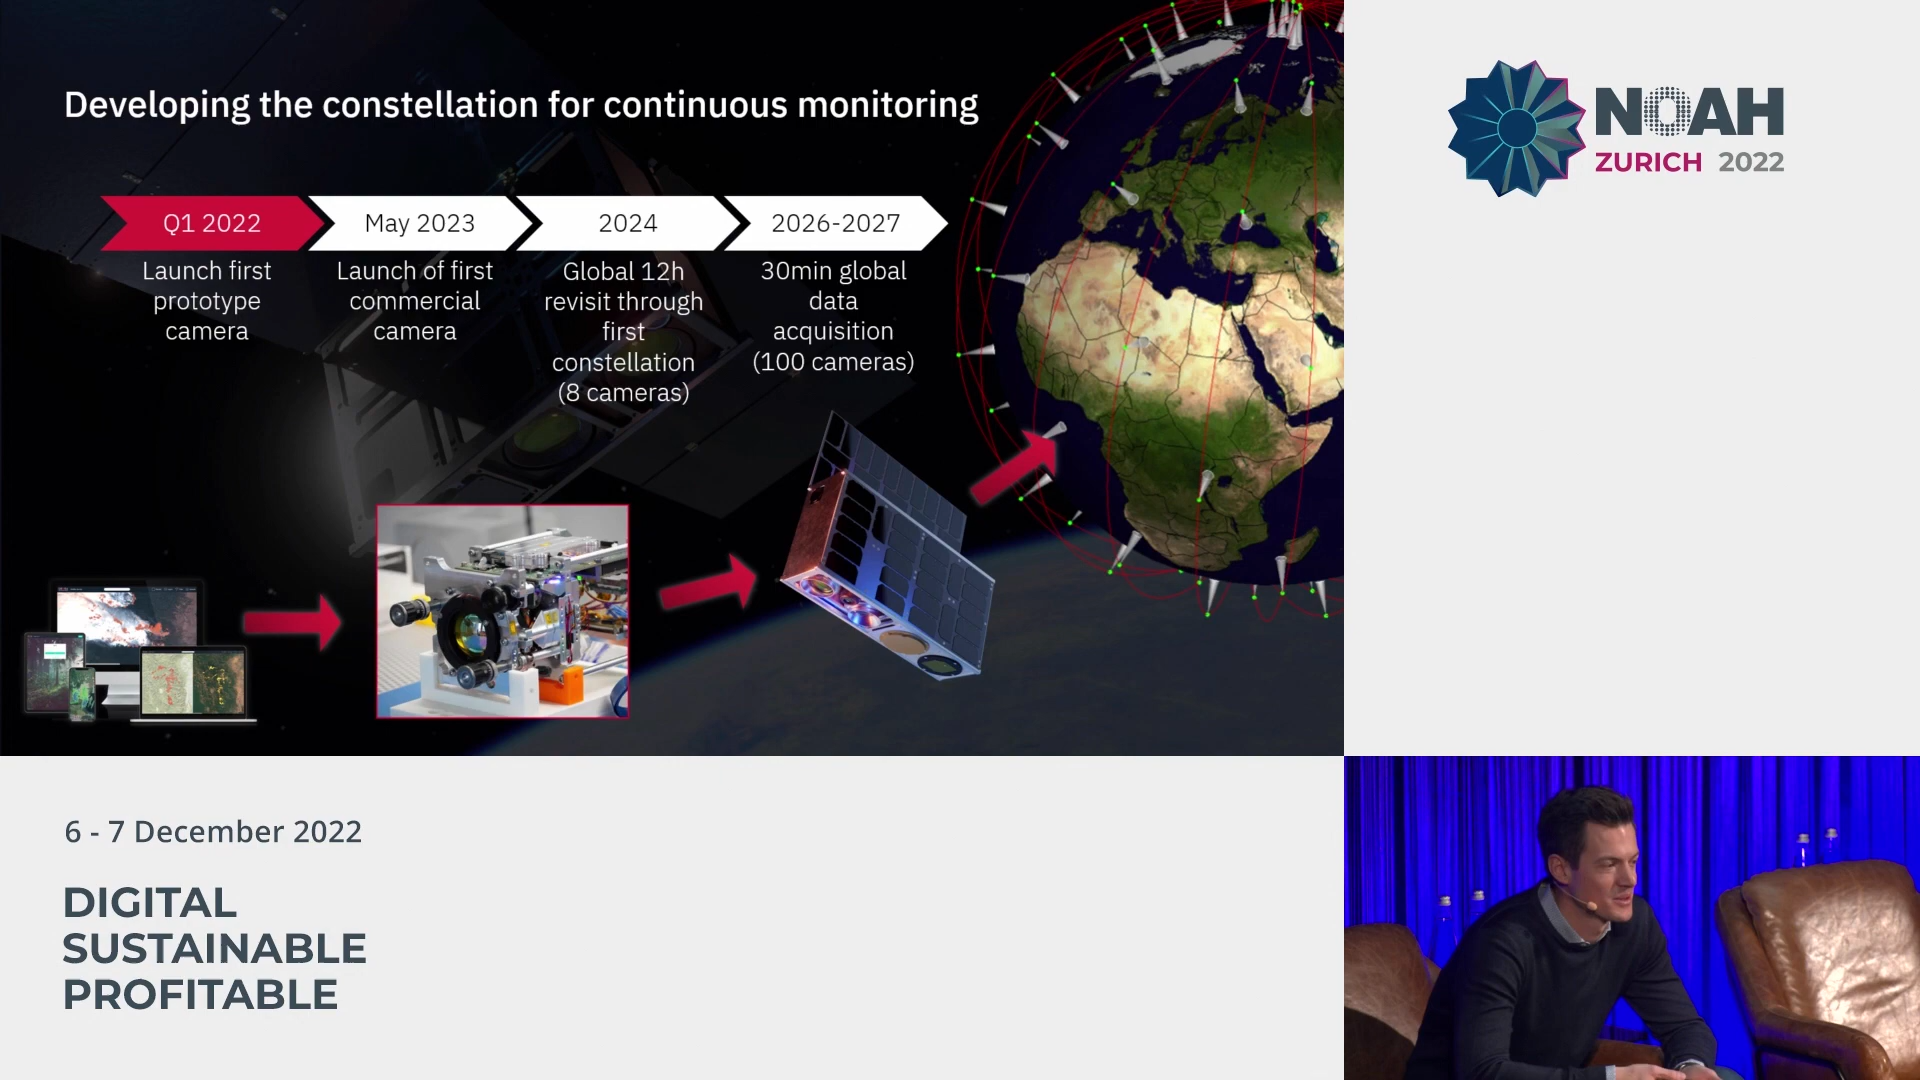 Developing the constellation for continuous monitoring
Q1 2022
May 2023
2024
2026-2027
Launch first
prototype
camera
Launch of first
commercial
camera
Global 12h
revisit through
first
constellation
(8 cameras)
30min global
data
acquisition
(100 cameras)
NOAH
ZURICH 2022
6 - 7 December 2022
DIGITAL
SUSTAINABLE
PROFITABLE